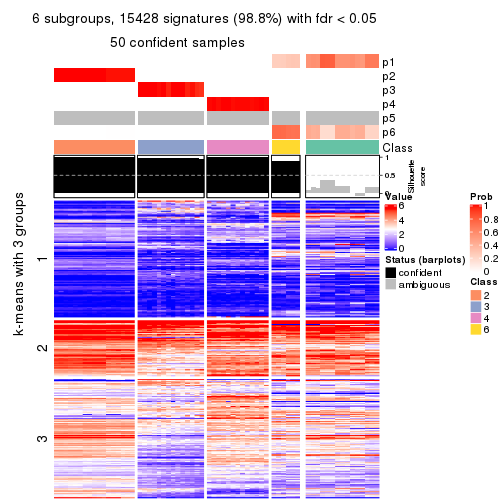 6 subgroups, 15428 signatures (98.8%) with fdr < 0.05
50 confident samples
p1
p2
p3
p4
p5
p6
Class
1
0.5
0
Silhouette
score
k-means with 3 groups
1
2
3
Value
6
4
2
0
Status (barplots)
confident
ambiguous
Prob
1
0.8
0.6
0.4
0.2
0
Class
2
3
4
6